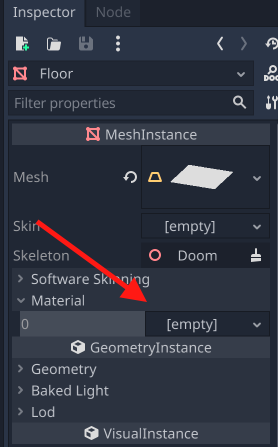 Inspector Node
Floor
Filter properties
MeshInstance
Mesh
Skin [empty]
Skeleton Doom
Software Skinning
Material
0 [empty]
GeometryInstance
Geometry
Baked Light
Lod
VisualInstance